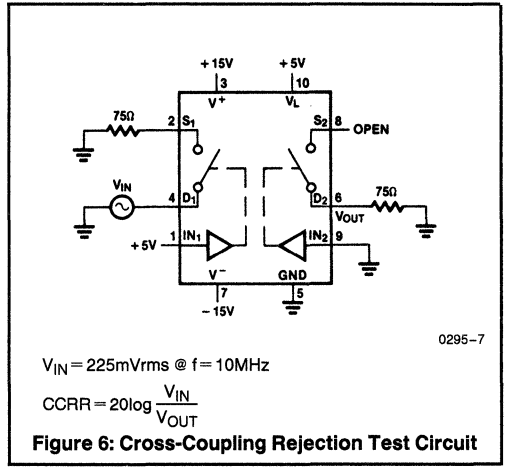 +15V
+5V
3
10
V+
VL
75Ω
2
S1
S2
8
OPEN
VIN
4
D1
D2
6
75Ω
VOUT
+5V
1
IN1
IN2
9
V−
GND
7
5
−15V
0295-7
VIN = 225mVrms @ f = 10MHz
CCRR = 20log VIN
VOUT
Figure 6: Cross-Coupling Rejection Test Circuit